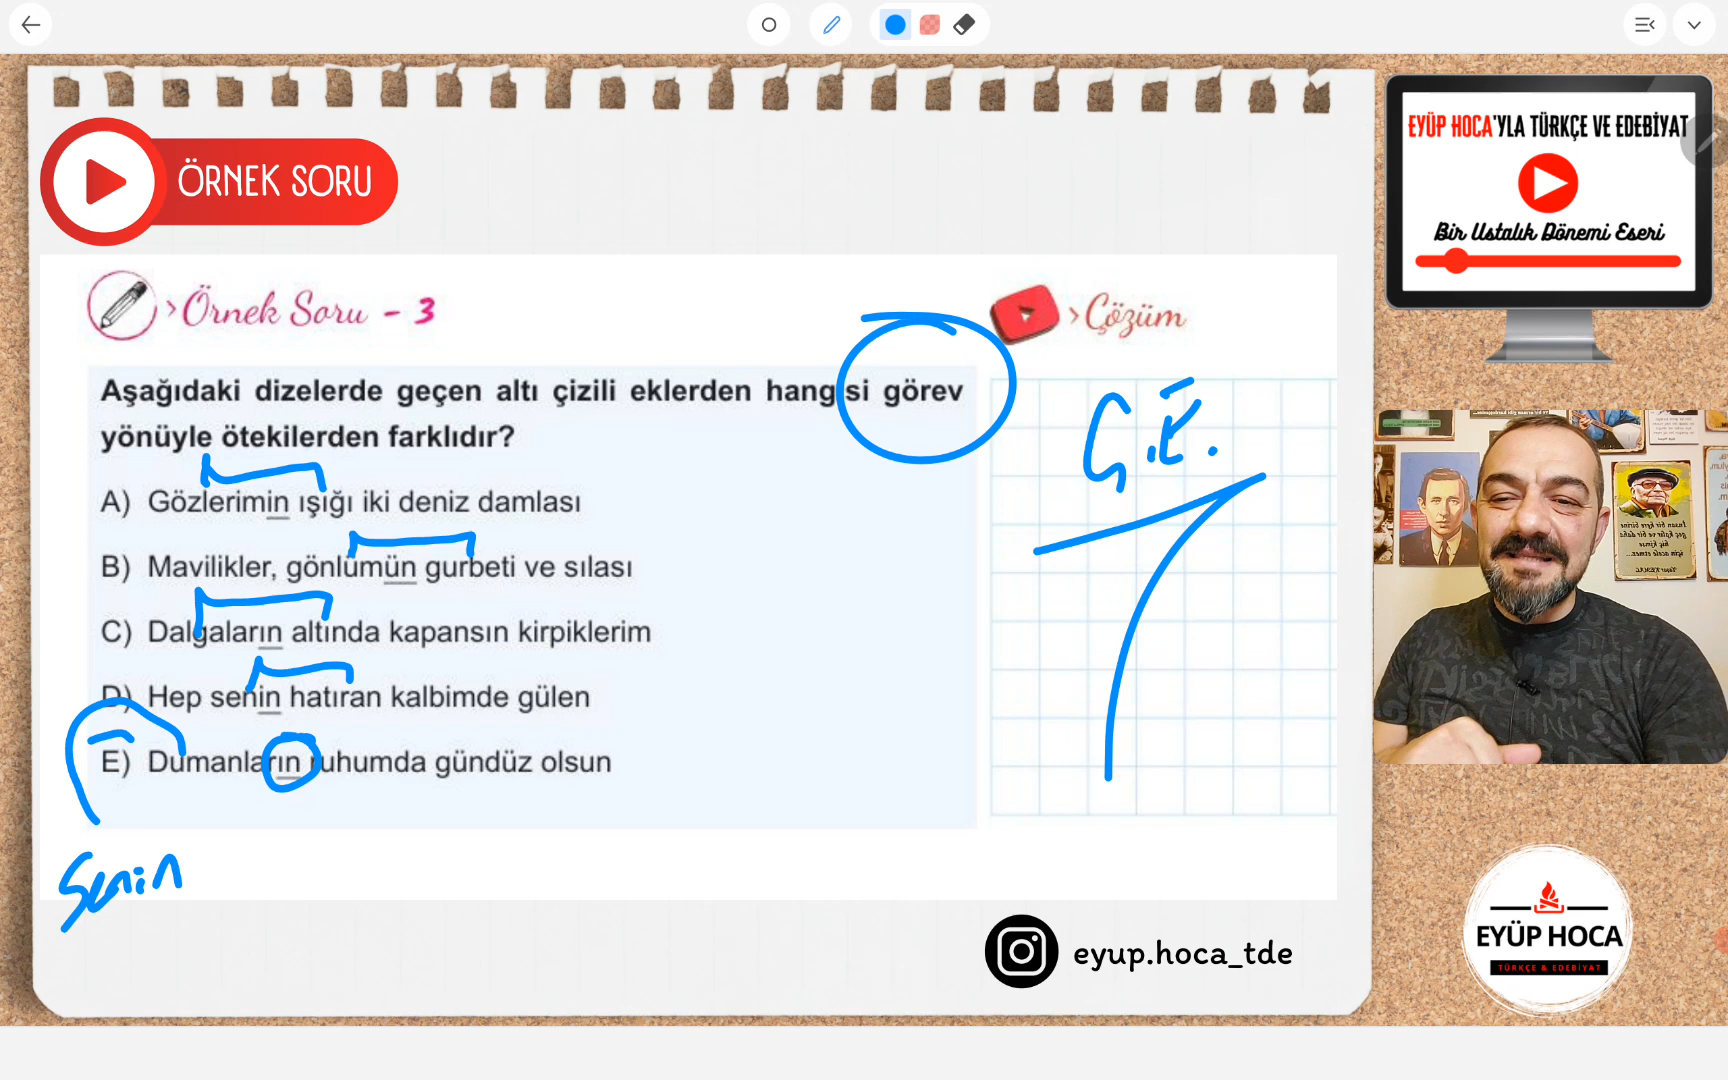 ÖRNEK SORU
Örnek Soru - 3
Aşağıdaki dizelerde geçen altı çizili eklerden hangisi görev
yönüyle ötekilerden farklıdır?
A) Gözlerimin ışığı iki deniz damlası
B) Mavilikler, gönlümün gurbeti ve sılası
C) Dalgaların altında kapansın kirpiklerim
D) Hep senin hatıran kalbimde gülen
E) Dumanların ruhumda gündüz olsun
Senin
Çözüm
Ç.E.
eyup.hoca_tde
EYÜP HOCA'YLA TÜRKÇE VE EDEBİYAT
Bir Ustalık Dönemi Eseri
EYÜP HOCA
TÜRKÇE & EDEBİYAT